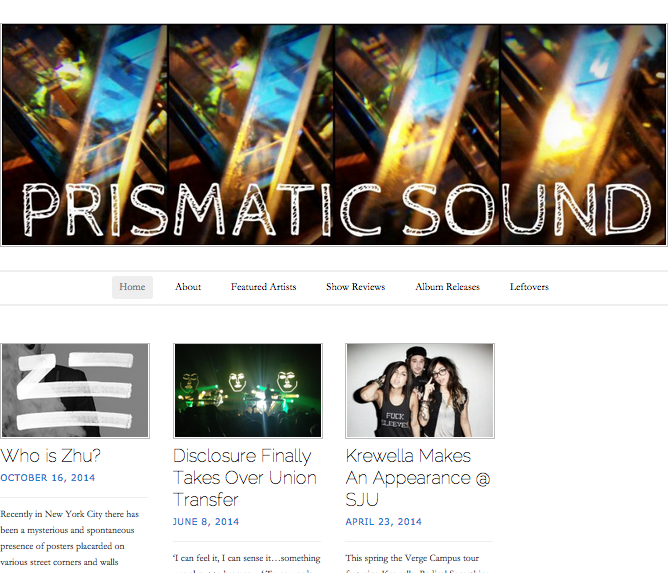 PRISMATIC SOUND
Home
About
Featured Artists
Show Reviews
Album Releases
Leftovers
FUCK
SLEEVES
Who is Zhu?
OCTOBER 16, 2014
Recently in New York City there has
been a mysterious and spontaneous
presence of posters placarded on
various street corners and walls
Disclosure Finally
Takes Over Union
Transfer
JUNE 8, 2014
'I can feel it, I can sense it…something
Krewella Makes
An Appearance @
SJU
APRIL 23, 2014
This spring the Verge Campus tour